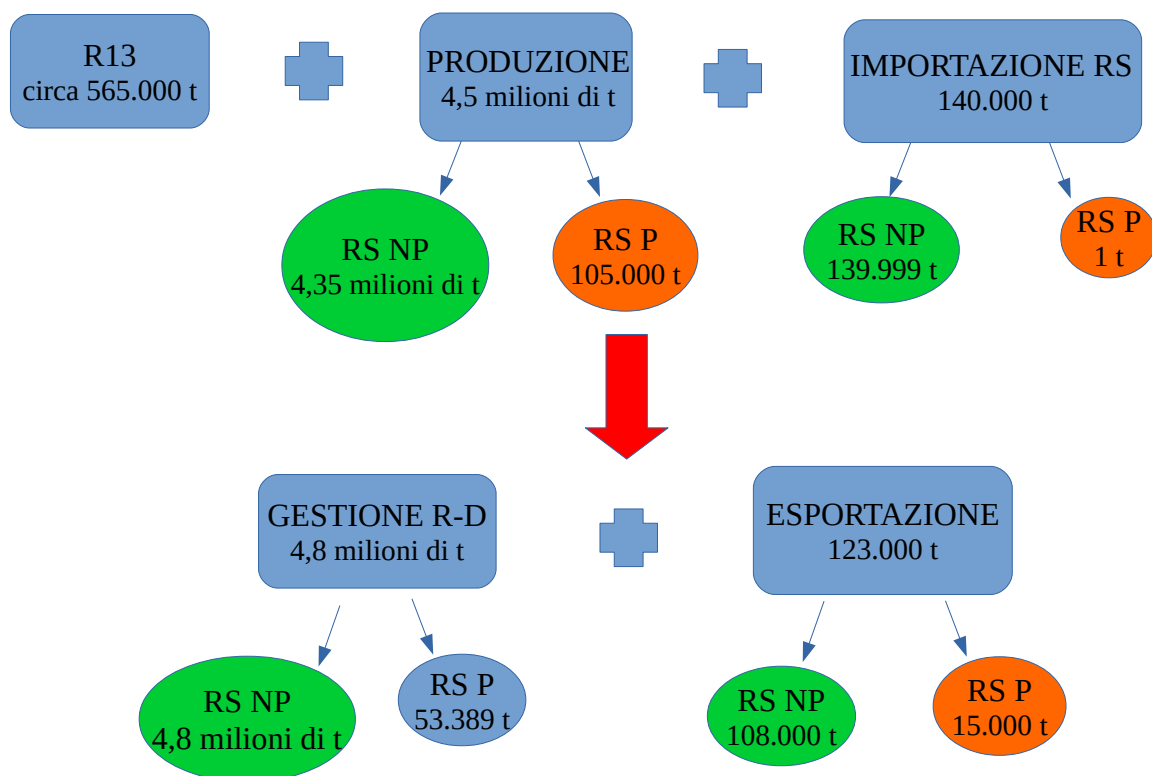 R13
circa 565.000 t
PRODUZIONE
4,5 milioni di t
IMPORTAZIONE RS
140.000 t
RS NP
4,35 milioni di t
RS P
105.000 t
RS NP
139.999 t
RS P
1 t
GESTIONE R-D
4,8 milioni di t
ESPORTAZIONE
123.000 t
RS NP
4,8 milioni di t
RS P
53.389 t
RS NP
108.000 t
RS P
15.000 t